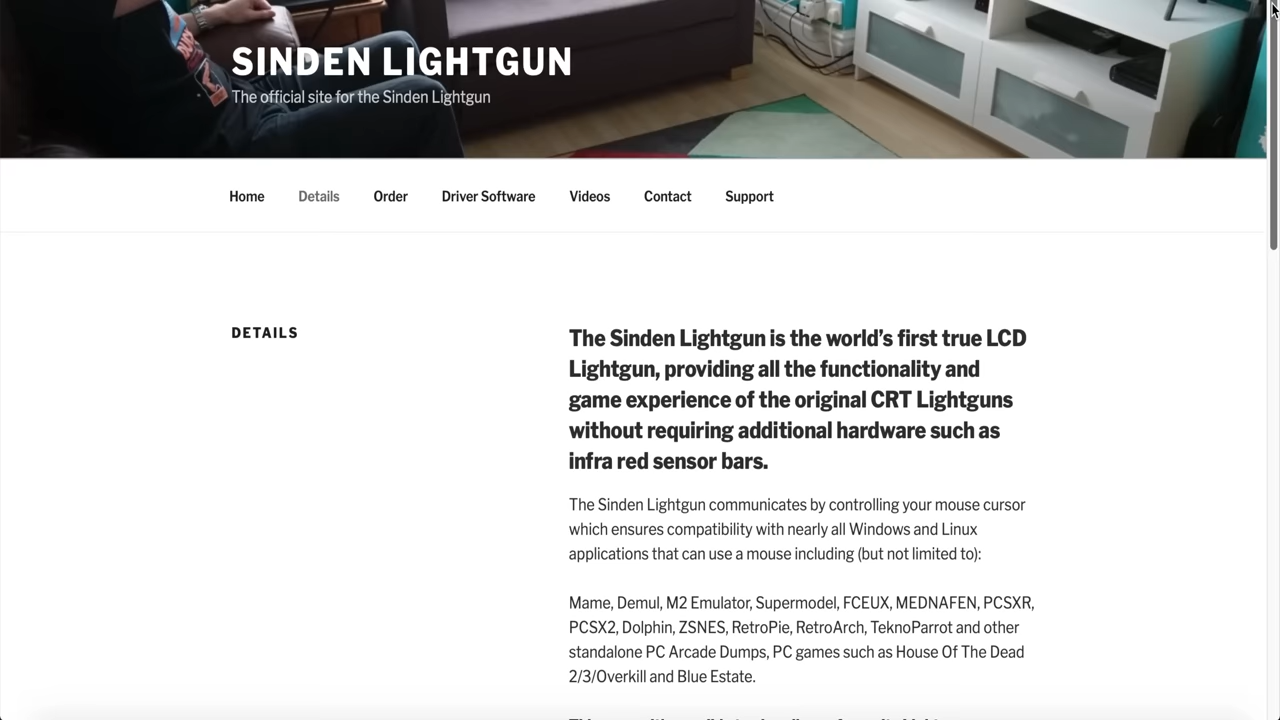 SINDEN LIGHTGUN
The official site for the Sinden Lightgun
Home Details Order Driver Software Videos Contact Support
DETAILS
The Sinden Lightgun is the world’s first true LCD
Lightgun, providing all the functionality and
game experience of the original CRT Lightguns
without requiring additional hardware such as
infra red sensor bars.
The Sinden Lightgun communicates by controlling your mouse cursor
which ensures compatibility with nearly all Windows and Linux
applications that can use a mouse including (but not limited to):
Mame, Demul, M2 Emulator, Supermodel, FCEUX, MEDNAFEN, PCSXR,
PCSX2, Dolphin, ZSNES, RetroPie, RetroArch, TeknoParrot and other
standalone PC Arcade Dumps, PC games such as House Of The Dead
2/3/Overkill and Blue Estate.